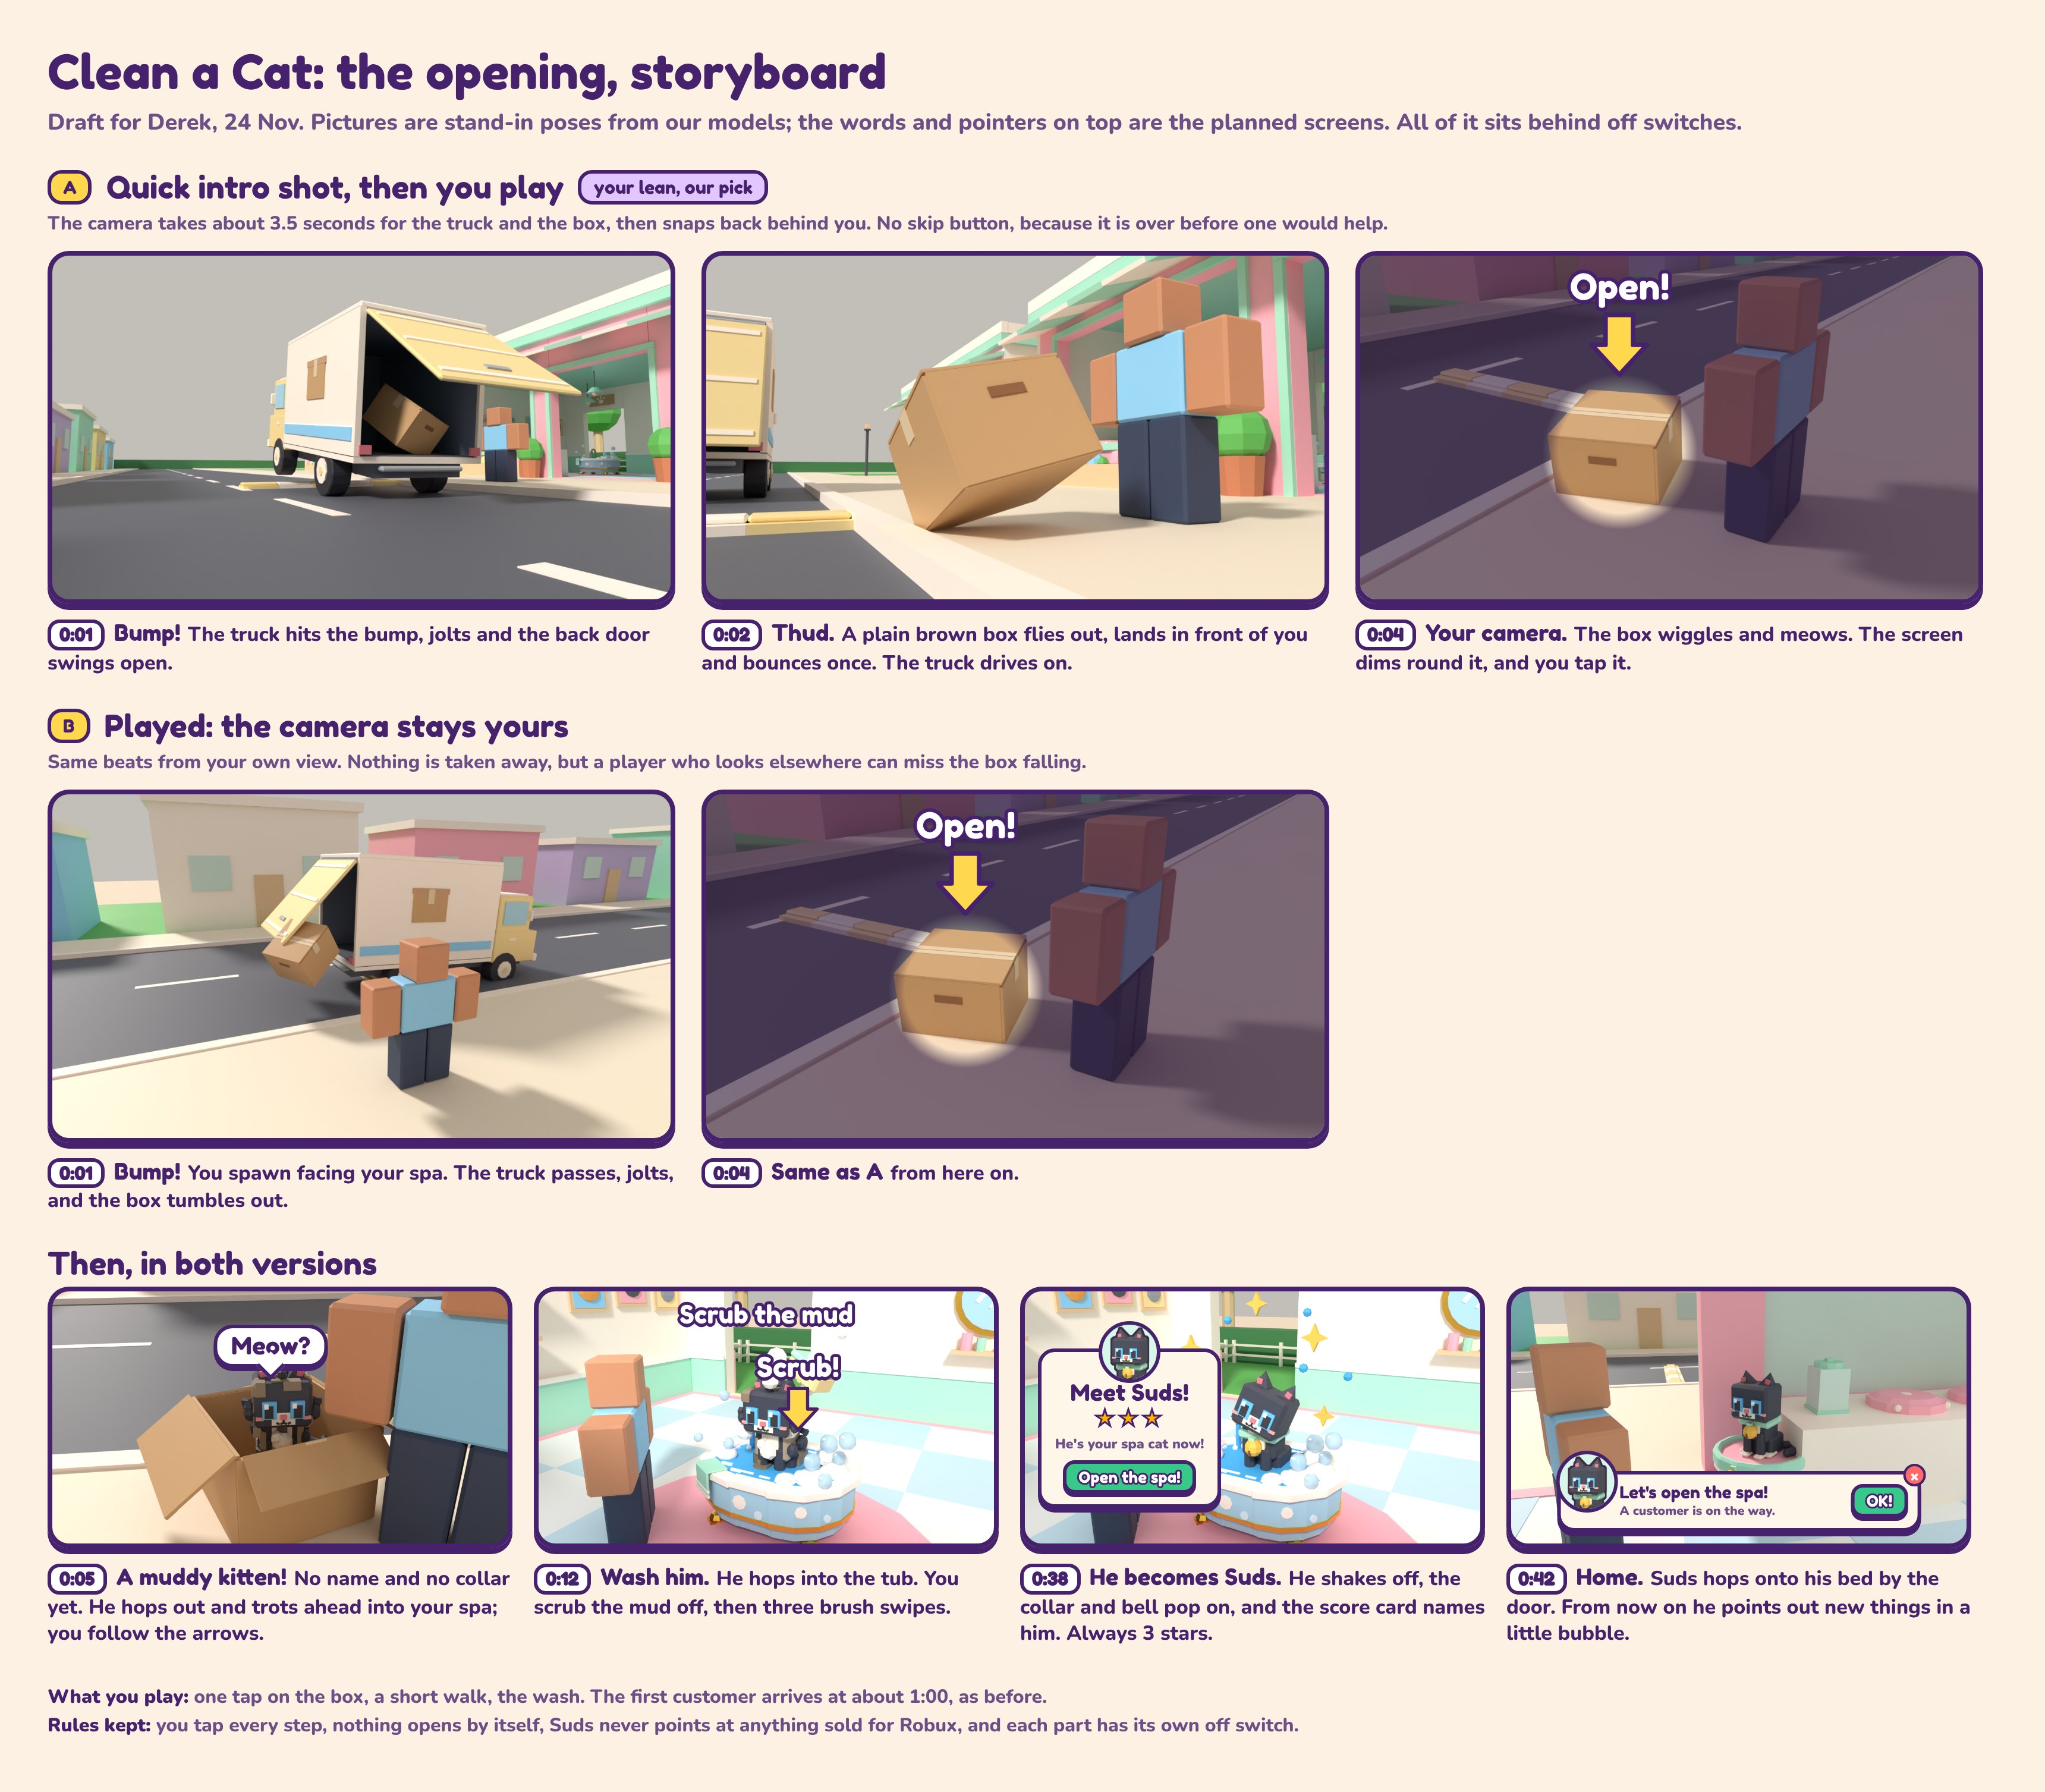 Clean a Cat: the opening, storyboard
Draft for Derek, 24 Nov. Pictures are stand-in poses from our models; the words and pointers on top are the planned screens. All of it sits behind off switches.
A Quick intro shot, then you play your lean, our pick
The camera takes about 3.5 seconds for the truck and the box, then snaps back behind you. No skip button, because it is over before one would help.
Open!
0:01 Bump! The truck hits the bump, jolts and the back door
swings open.
0:02 Thud. A plain brown box flies out, lands in front of you
and bounces once. The truck drives on.
0:04 Your camera. The box wiggles and meows. The screen
dims round it, and you tap it.
B Played: the camera stays yours
Same beats from your own view. Nothing is taken away, but a player who looks elsewhere can miss the box falling.
Open!
0:01 Bump! You spawn facing your spa. The truck passes, jolts,
and the box tumbles out.
0:04 Same as A from here on.
Then, in both versions
Meow?
Scrub the mud
Scrub!
Meet Suds!
He's your spa cat now!
Open the spa!
Let's open the spa!
A customer is on the way.
OK!
×
0:05 A muddy kitten! No name and no collar
yet. He hops out and trots ahead into your spa;
you follow the arrows.
0:12 Wash him. He hops into the tub. You
scrub the mud off, then three brush swipes.
0:38 He becomes Suds. He shakes off, the
collar and bell pop on, and the score card names
him. Always 3 stars.
0:42 Home. Suds hops onto his bed by the
door. From now on he points out new things in a
little bubble.
What you play: one tap on the box, a short walk, the wash. The first customer arrives at about 1:00, as before.
Rules kept: you tap every step, nothing opens by itself, Suds never points at anything sold for Robux, and each part has its own off switch.